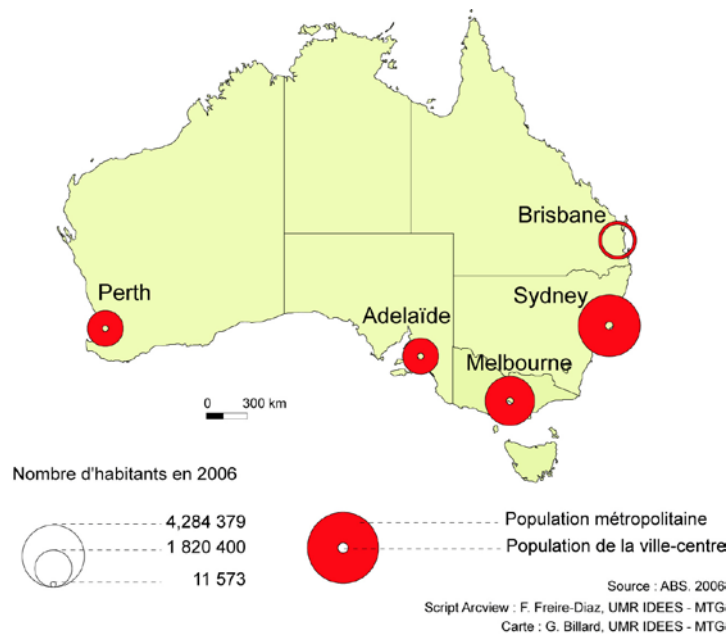 Brisbane
Perth
Sydney
Adelaïde
Melbourne
0 300 km
Nombre d'habitants en 2006
4,284 379
1 820 400
11 573
Population métropolitaine
Population de la ville-centre
Source : ABS. 2006
Script Arcview : F. Freire-Diaz, UMR IDEES - MTG
Carte : G. Billard, UMR IDEES - MTG